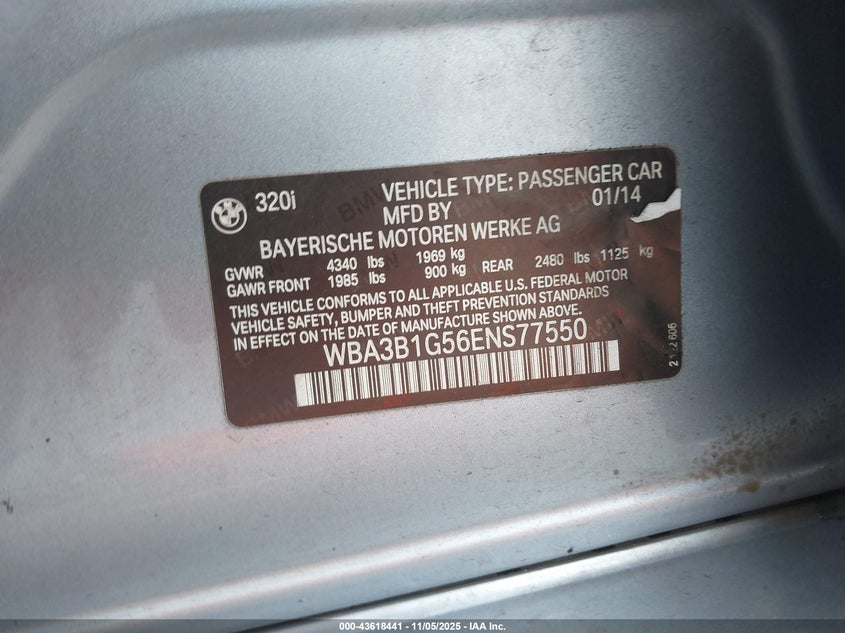 320i
VEHICLE TYPE: PASSENGER CAR
MFD BY 01/14
BAYERISCHE MOTOREN WERKE AG
GVWR 4340 lbs 1969 kg
GAWR FRONT 1985 lbs 900 kg REAR 2480 lbs 1125 kg
THIS VEHICLE CONFORMS TO ALL APPLICABLE U.S. FEDERAL MOTOR
VEHICLE SAFETY, BUMPER AND THEFT PREVENTION STANDARDS
IN EFFECT ON THE DATE OF MANUFACTURE SHOWN ABOVE.
WBA3B1G56ENS77550
000-43618441 - 11/05/2025 - IAA Inc.